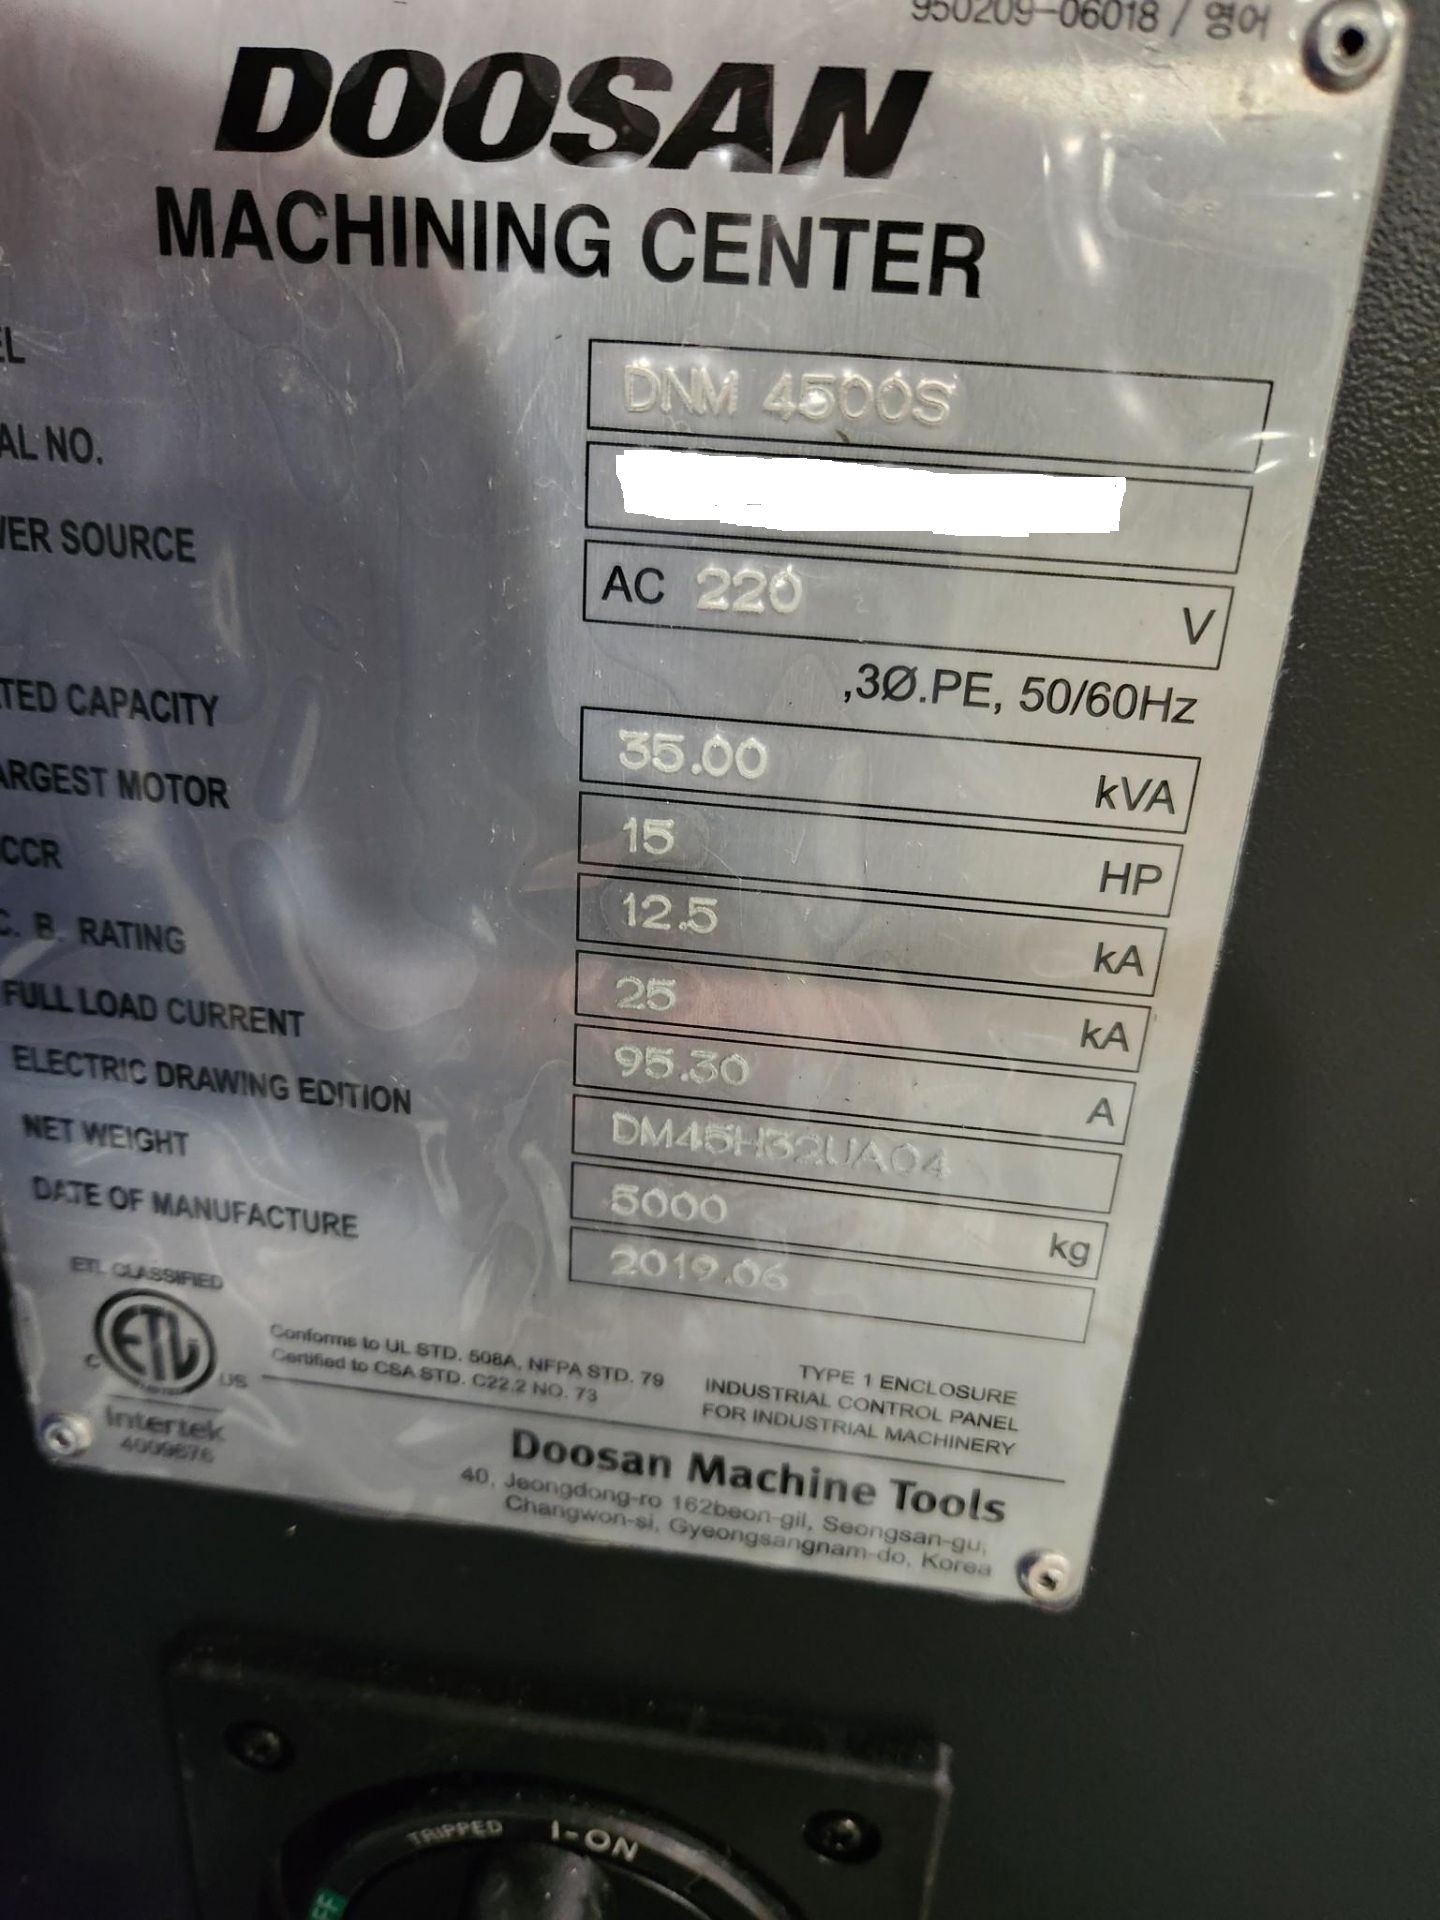 950209-06018 / 영어
DOOSAN
MACHINING CENTER
EL DNM 4500S
AL NO.
WER SOURCE AC 220 V
,3Ø.PE, 50/60Hz
TED CAPACITY 35.00 kVA
ARGEST MOTOR 15 HP
CCR 12.5 kA
C. B. RATING 25 kA
FULL LOAD CURRENT 95.30 A
ELECTRIC DRAWING EDITION DM45H32UA04
NET WEIGHT 5000 kg
DATE OF MANUFACTURE 2019.06
ETL CLASSIFIED
ETL
C US
Intertek
4009676
Conforms to UL STD. 508A, NFPA STD. 79
Certified to CSA STD. C22.2 NO. 73
TYPE 1 ENCLOSURE
INDUSTRIAL CONTROL PANEL
FOR INDUSTRIAL MACHINERY
Doosan Machine Tools
40, Jeongdong-ro 162beon-gil, Seongsan-gu,
Changwon-si, Gyeongsangnam-do, Korea
TRIPPED I-ON
FF